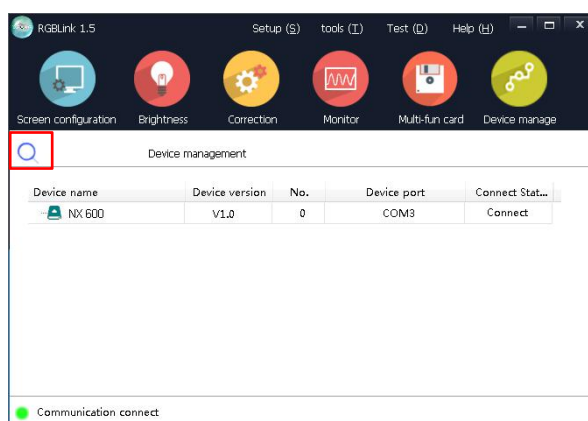 RGBLink 1.5 Setup (S) tools (T) Test (D) Help (H)
Screen configuration Brightness Correction Monitor Multi-fun card Device manage
Device management
Device name Device version No. Device port Connect Stat...
NX 600 V1.0 0 COM3 Connect
Communication connect